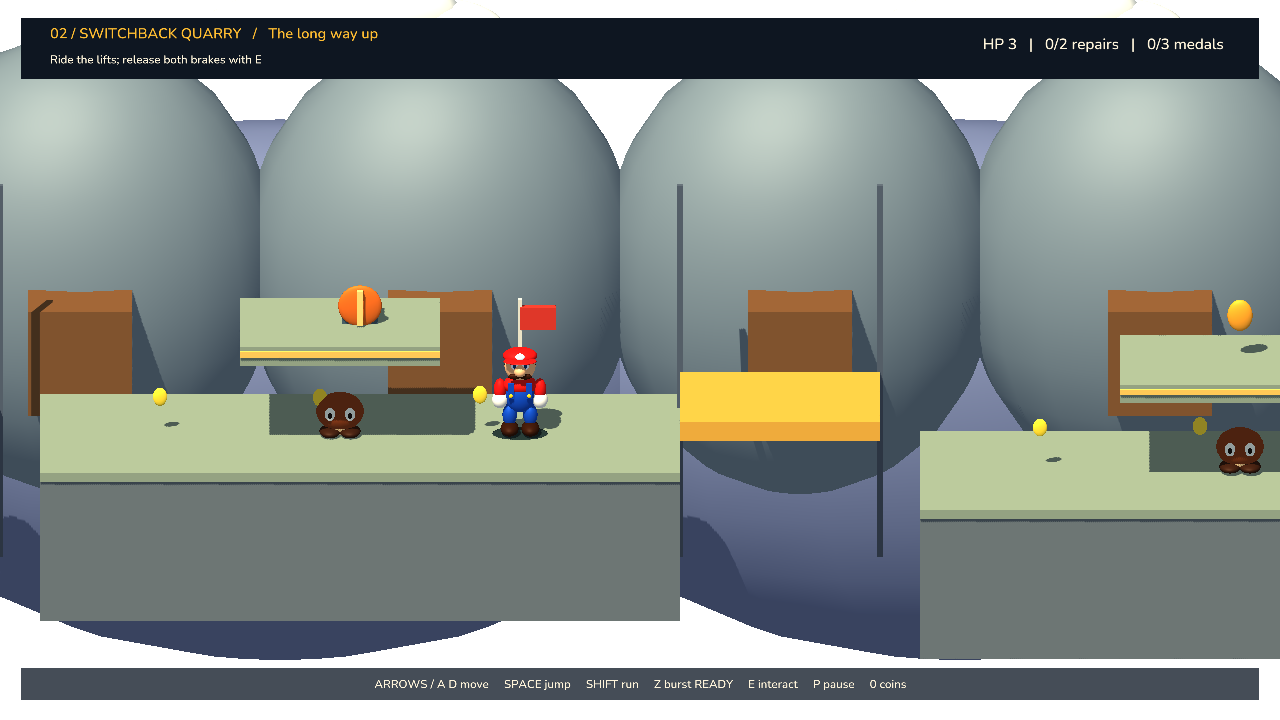 02 / SWITCHBACK QUARRY / The long way up
Ride the lifts; release both brakes with E
HP 3 | 0/2 repairs | 0/3 medals
ARROWS / A D move SPACE jump SHIFT run Z burst READY E interact P pause 0 coins